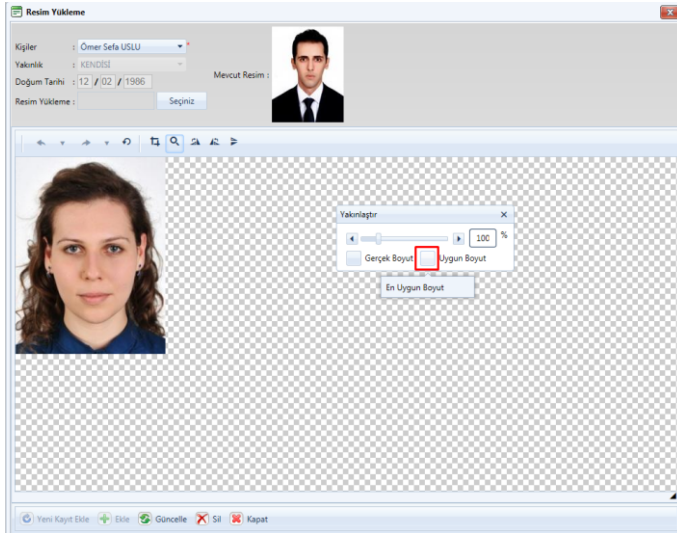 Resim Yükleme
Kişiler : Ömer Sefa USLU *
Yakınlık : KENDİSİ
Doğum Tarihi : 12 / 02 / 1986
Mevcut Resim :
Resim Yükleme : Seçiniz
Yakınlaştır
100 %
Gerçek Boyut Uygun Boyut
En Uygun Boyut
Yeni Kayıt Ekle Ekle Güncelle Sil Kapat